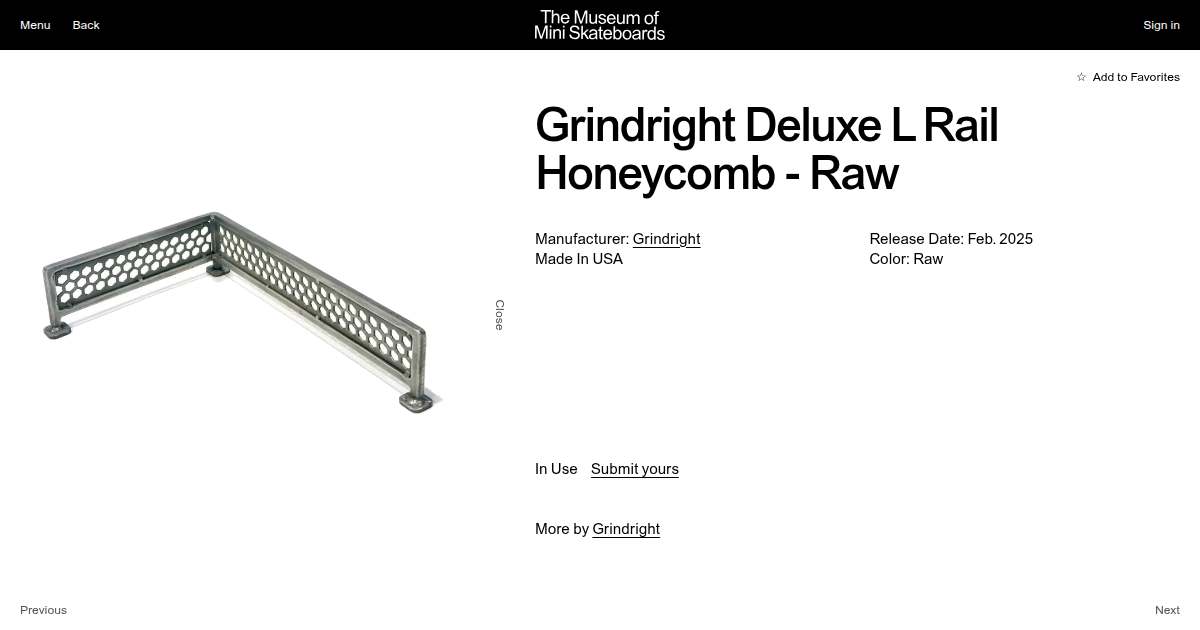 Menu
Back
The Museum of
Mini Skateboards
Sign in
☆ Add to Favorites
Grindright Deluxe L Rail
Honeycomb - Raw
Manufacturer: Grindright
Made In USA
Release Date: Feb. 2025
Color: Raw
Close
In Use
Submit yours
More by Grindright
Previous
Next